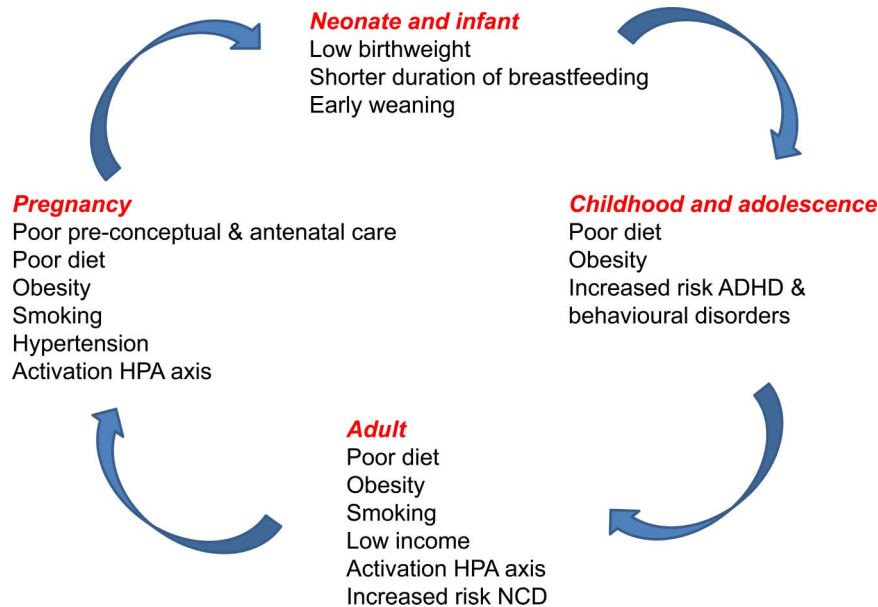 Neonate and infant
Low birthweight
Shorter duration of breastfeeding
Early weaning
Childhood and adolescence
Poor diet
Obesity
Increased risk ADHD &
behavioural disorders
Adult
Poor diet
Obesity
Smoking
Low income
Activation HPA axis
Increased risk NCD
Pregnancy
Poor pre-conceptual & antenatal care
Poor diet
Obesity
Smoking
Hypertension
Activation HPA axis